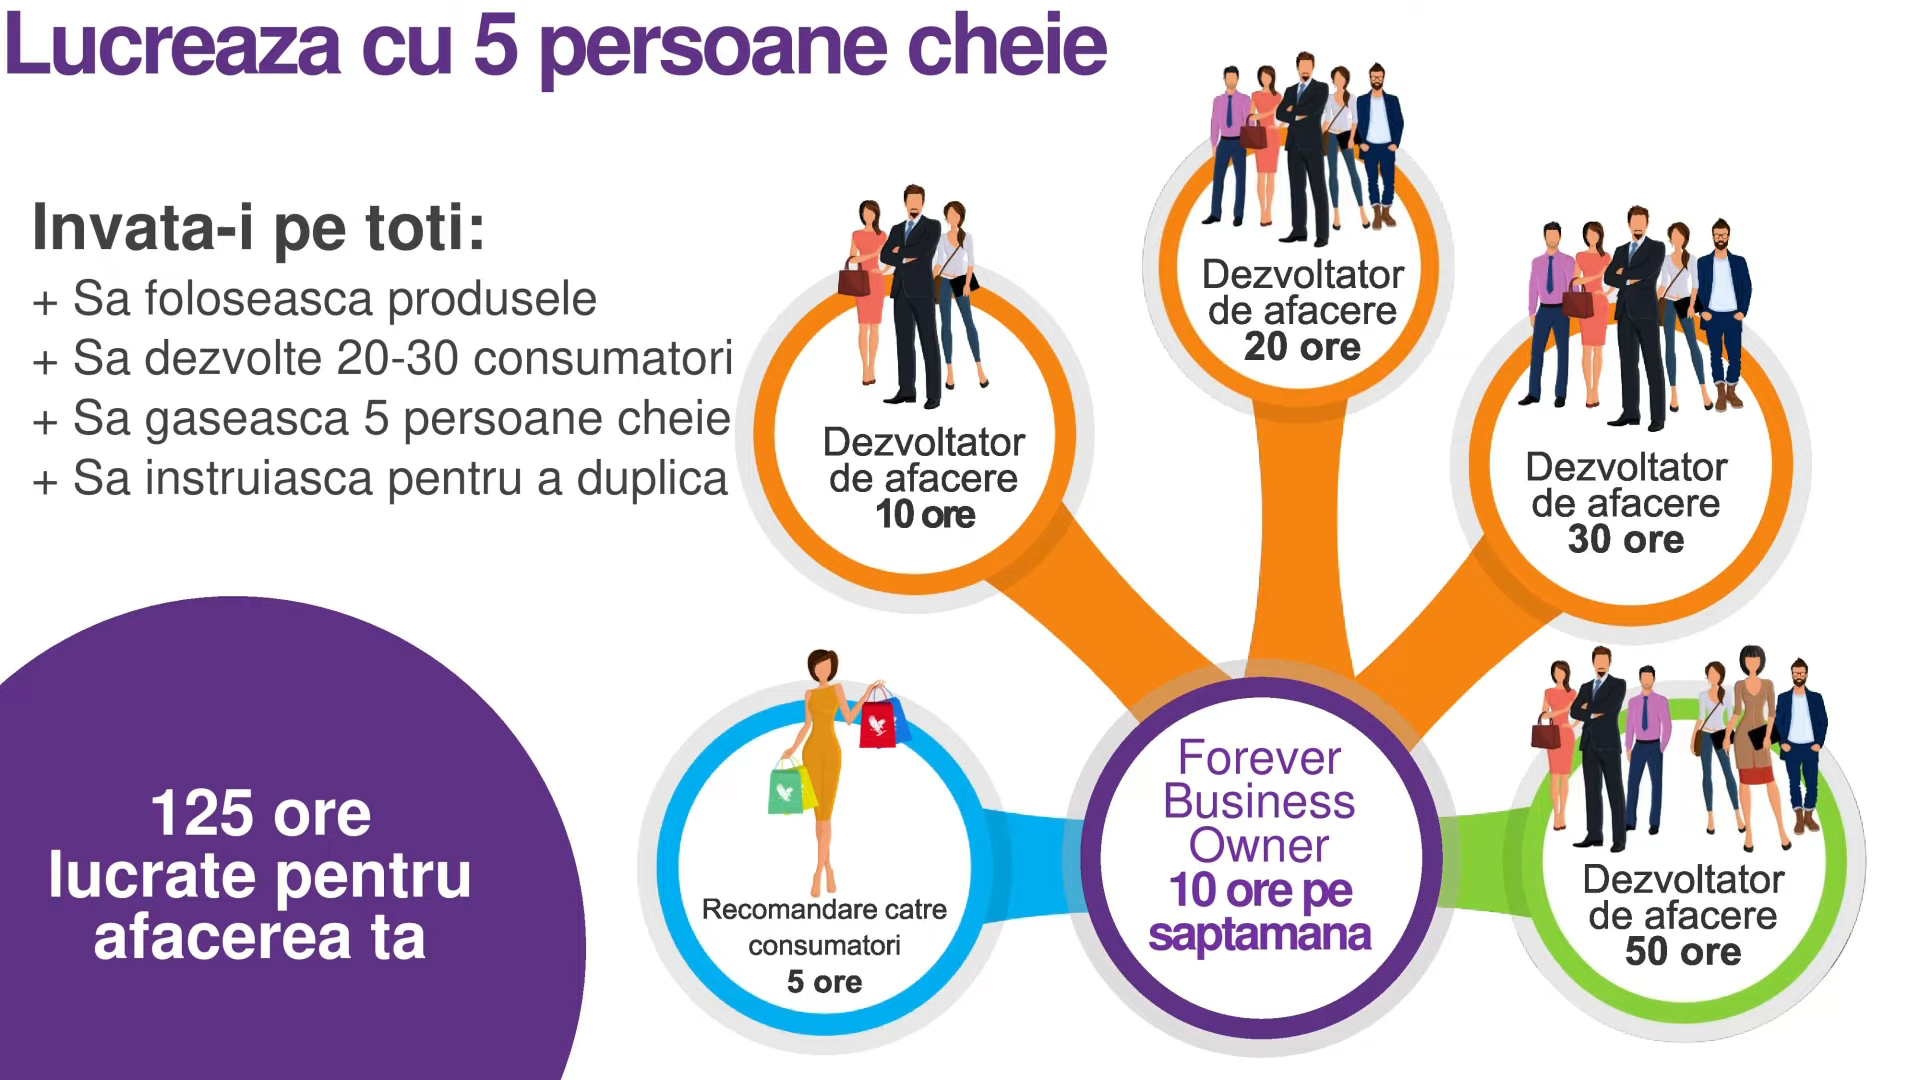 Lucreaza cu 5 persoane cheie
Invata-i pe toti:
+ Sa foloseasca produsele
+ Sa dezvolte 20-30 consumatori
+ Sa gaseasca 5 persoane cheie
+ Sa instruiasca pentru a duplica
125 ore
lucrate pentru
afacerea ta
Recomandare catre
consumatori
5 ore
Dezvoltator
de afacere
10 ore
Dezvoltator
de afacere
20 ore
Dezvoltator
de afacere
30 ore
Dezvoltator
de afacere
50 ore
Forever
Business
Owner
10 ore pe
saptamana